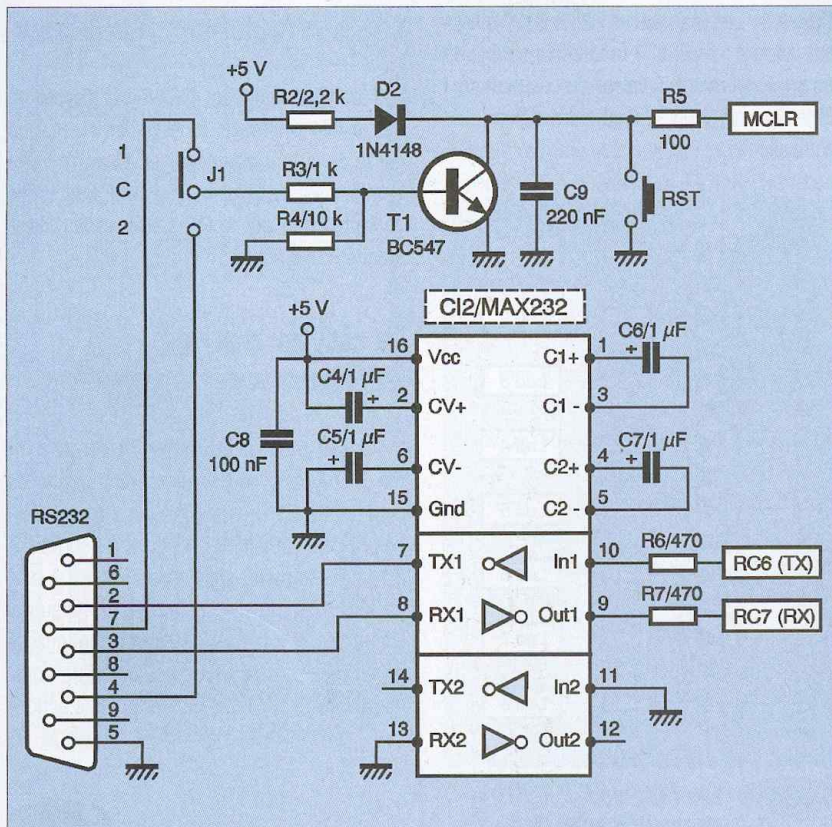 +5 V
R2/2,2 k
D2
1N4148
R5
100
MCLR
1
C
2
J1
R3/1 k
R4/10 k
T1
BC547
C9
220 nF
RST
CI2/MAX232
+5 V
16
Vcc
C1+
1
C6/1 µF
+
C4/1 µF
+
2
CV+
C1 -
3
C8
100 nF
C5/1 µF
+
6
CV-
C2+
4
C7/1 µF
+
15
Gnd
C2 -
5
RS232
1
6
2
7
3
8
4
9
5
7
TX1
In1
10
R6/470
RC6 (TX)
8
RX1
Out1
9
R7/470
RC7 (RX)
14
TX2
In2
11
13
RX2
Out2
12